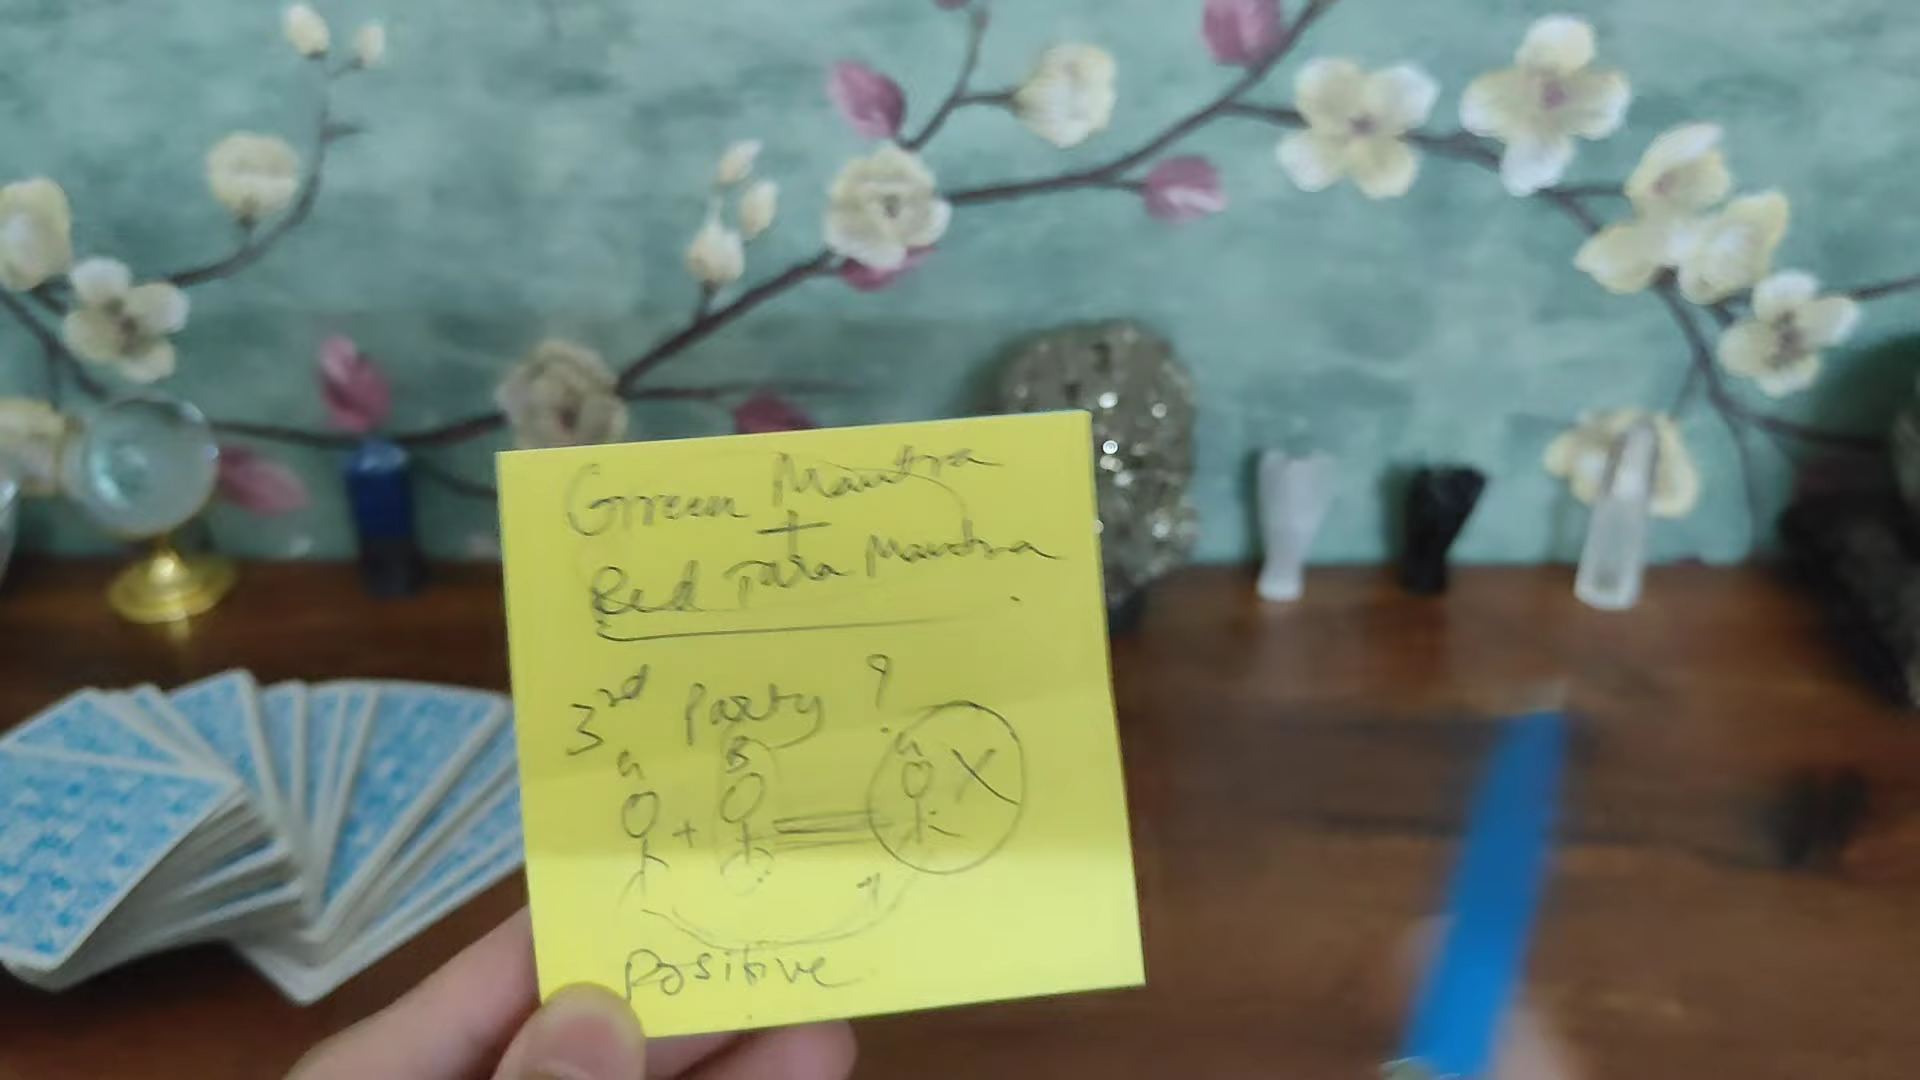 Green Mantra
+
Red Tara Mantra
3rd Party ?
B
+
X
Positive